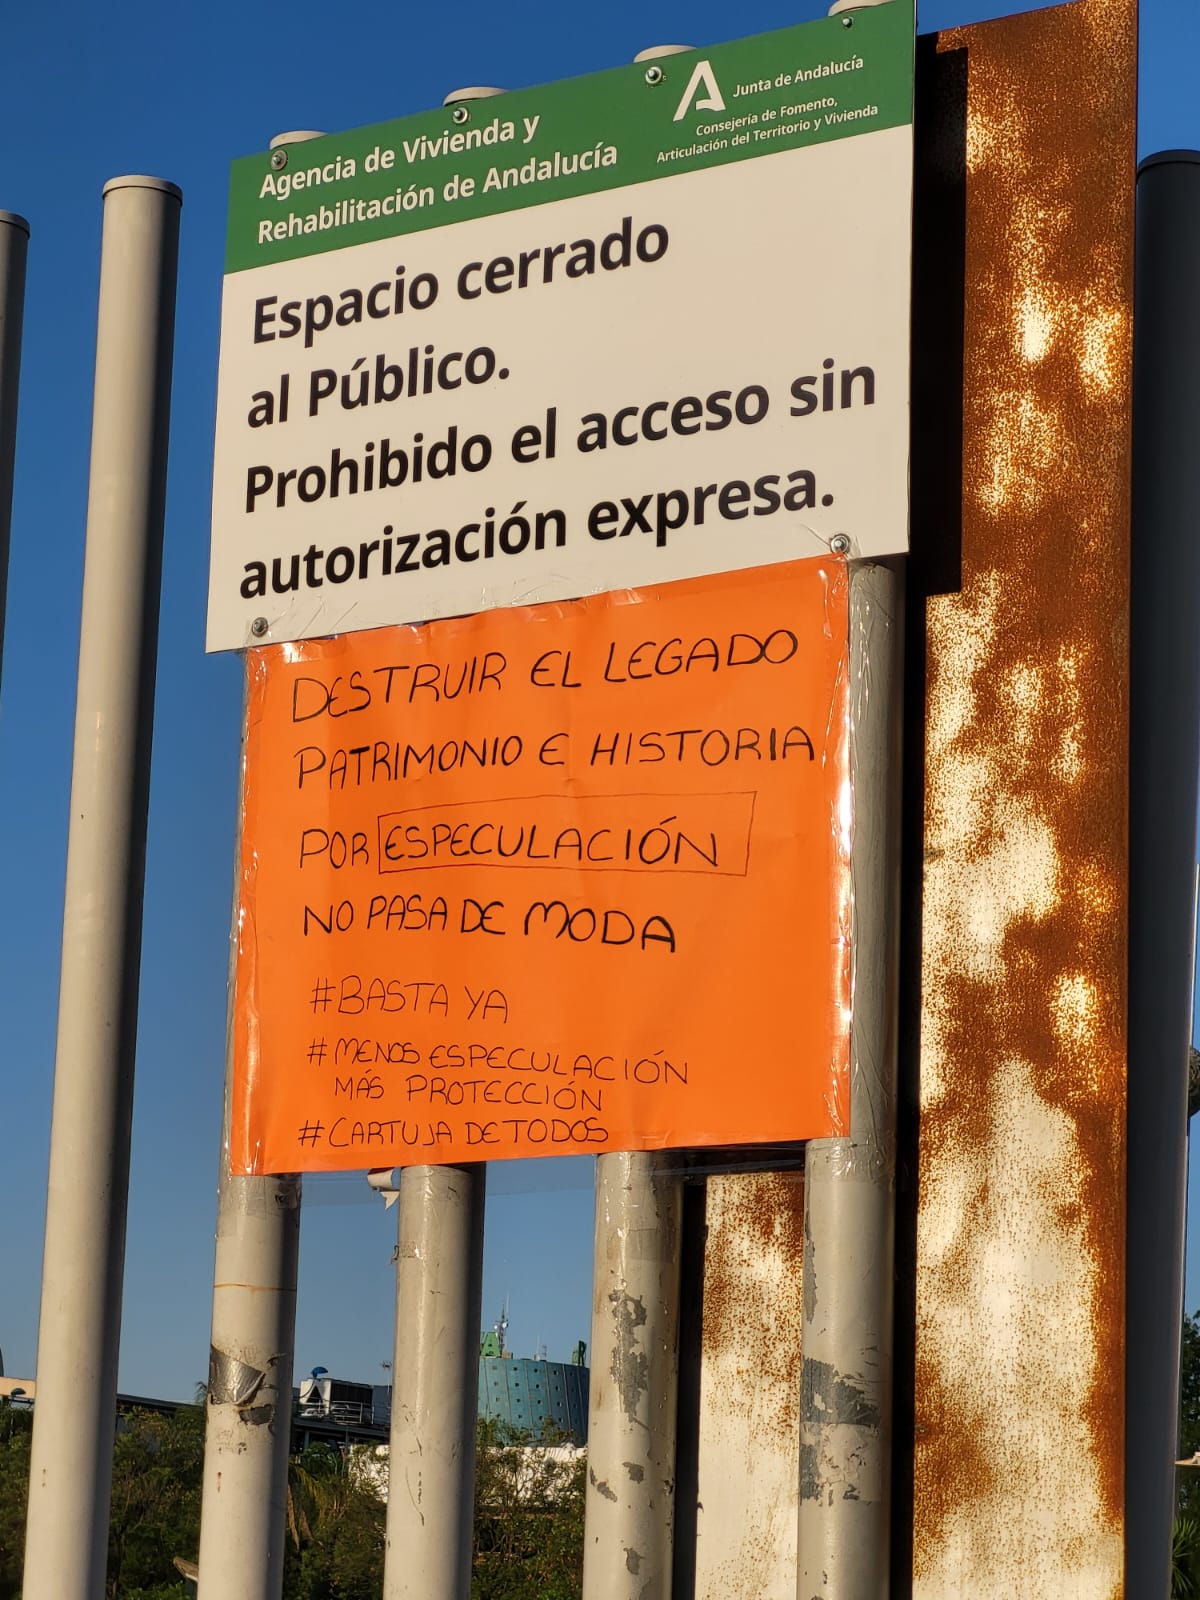 Agencia de Vivienda y
Rehabilitación de Andalucía
Junta de Andalucía
Consejería de Fomento,
Articulación del Territorio y Vivienda
Espacio cerrado
al Público.
Prohibido el acceso sin
autorización expresa.
DESTRUIR EL LEGADO
PATRIMONIO E HISTORIA
POR ESPECULACIÓN
NO PASA DE MODA
#BASTA YA
#MENOS ESPECULACIÓN
MÁS PROTECCIÓN
#CARTUJA DE TODOS